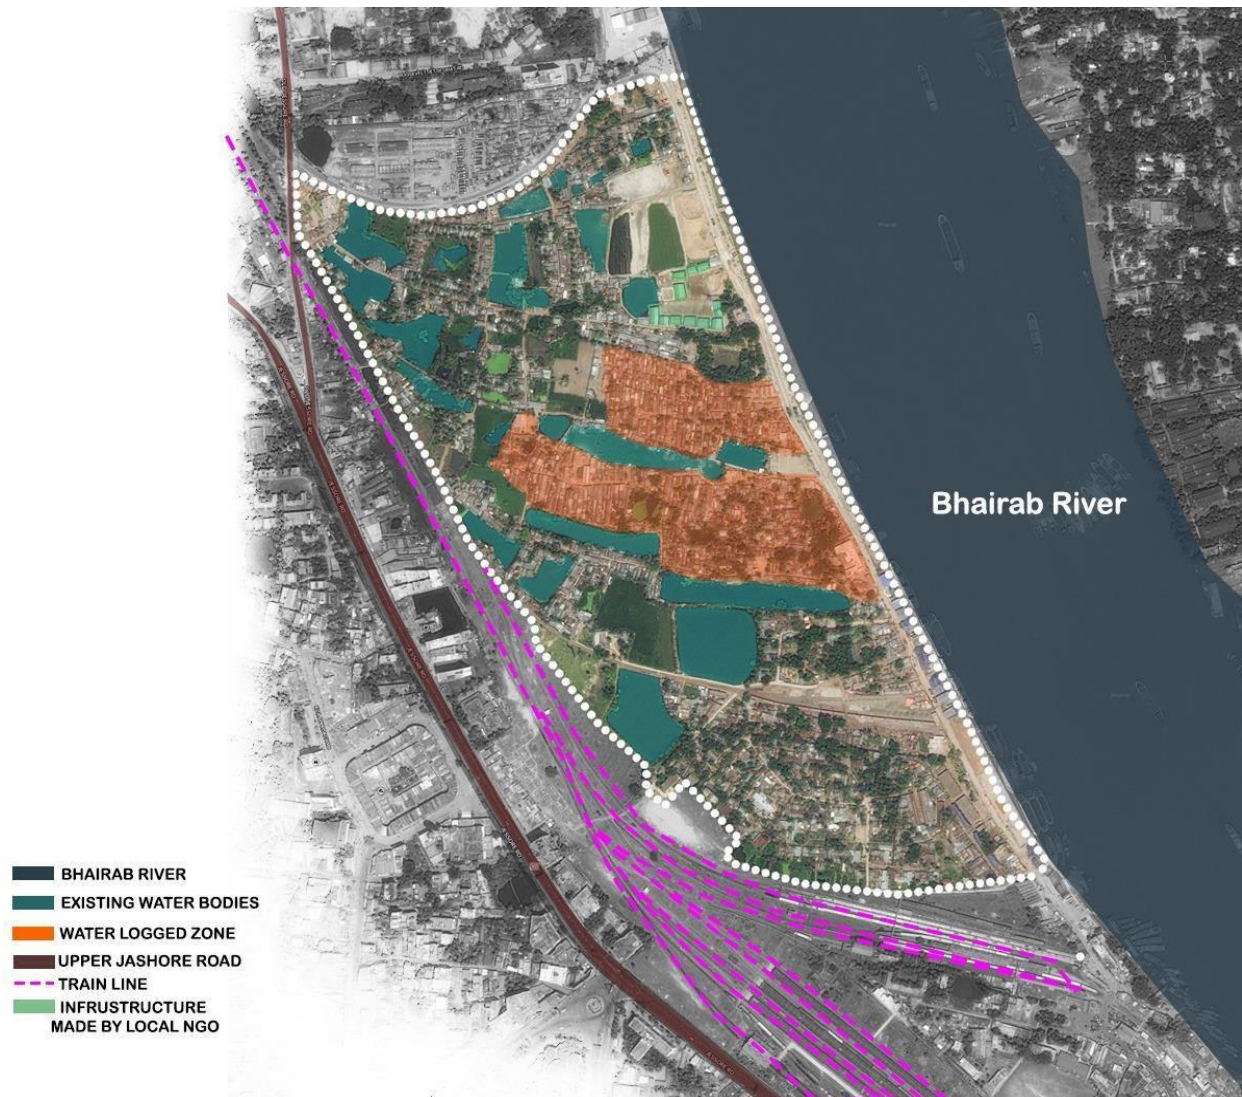 Bhairab River
BHAIRAB RIVER
EXISTING WATER BODIES
WATER LOGGED ZONE
UPPER JASHORE ROAD
TRAIN LINE
INFRUSTRUCTURE
MADE BY LOCAL NGO